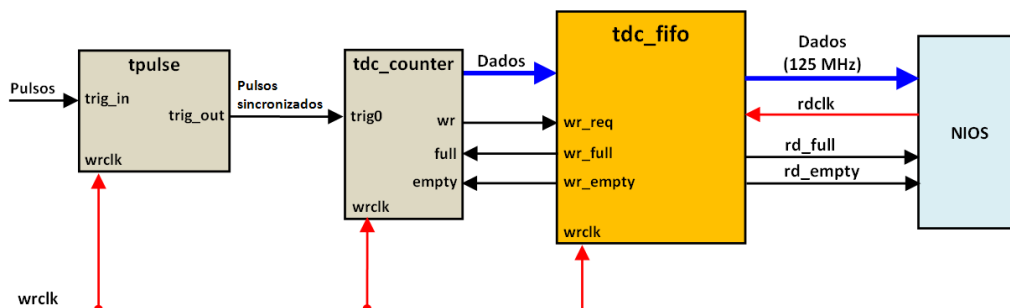 tpulse
Pulsos
trig_in
trig_out
wrclk
Pulsos
sincronizados
tdc_counter
trig0
wr
full
empty
wrclk
Dados
tdc_fifo
wr_req
wr_full
wr_empty
wrclk
Dados
(125 MHz)
rdclk
rd_full
rd_empty
NIOS
wrclk